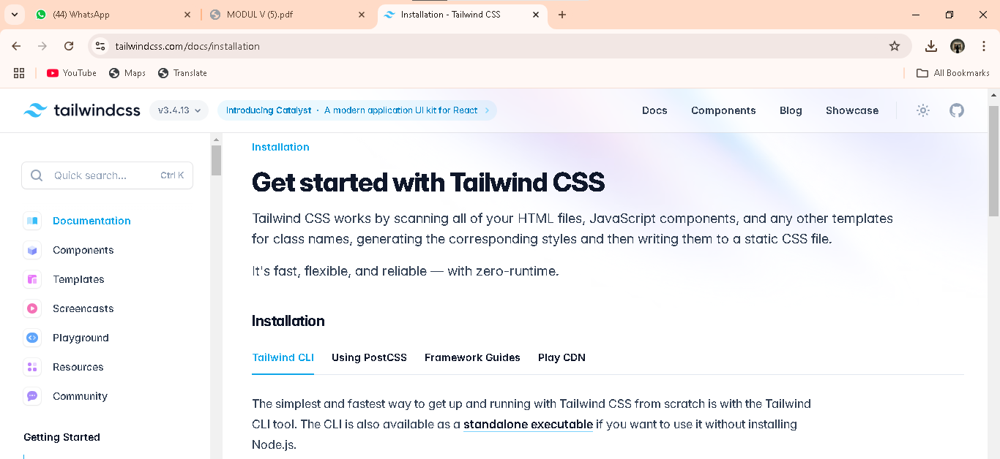 (44) WhatsApp
MODUL V (5).pdf
Installation - Tailwind CSS
tailwindcss.com/docs/installation
YouTube
Maps
Translate
All Bookmarks
tailwindcss
v3.4.13
Introducing Catalyst · A modern application UI kit for React
Docs
Components
Blog
Showcase
Quick search...
Ctrl K
Documentation
Components
Templates
Screencasts
Playground
Resources
Community
Getting Started
Installation
Get started with Tailwind CSS
Tailwind CSS works by scanning all of your HTML files, JavaScript components, and any other templates
for class names, generating the corresponding styles and then writing them to a static CSS file.
It's fast, flexible, and reliable — with zero-runtime.
Installation
Tailwind CLI
Using PostCSS
Framework Guides
Play CDN
The simplest and fastest way to get up and running with Tailwind CSS from scratch is with the Tailwind
CLI tool. The CLI is also available as a standalone executable if you want to use it without installing
Node.js.